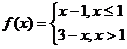 f(x) = { x−1, x≤1
3−x, x>1